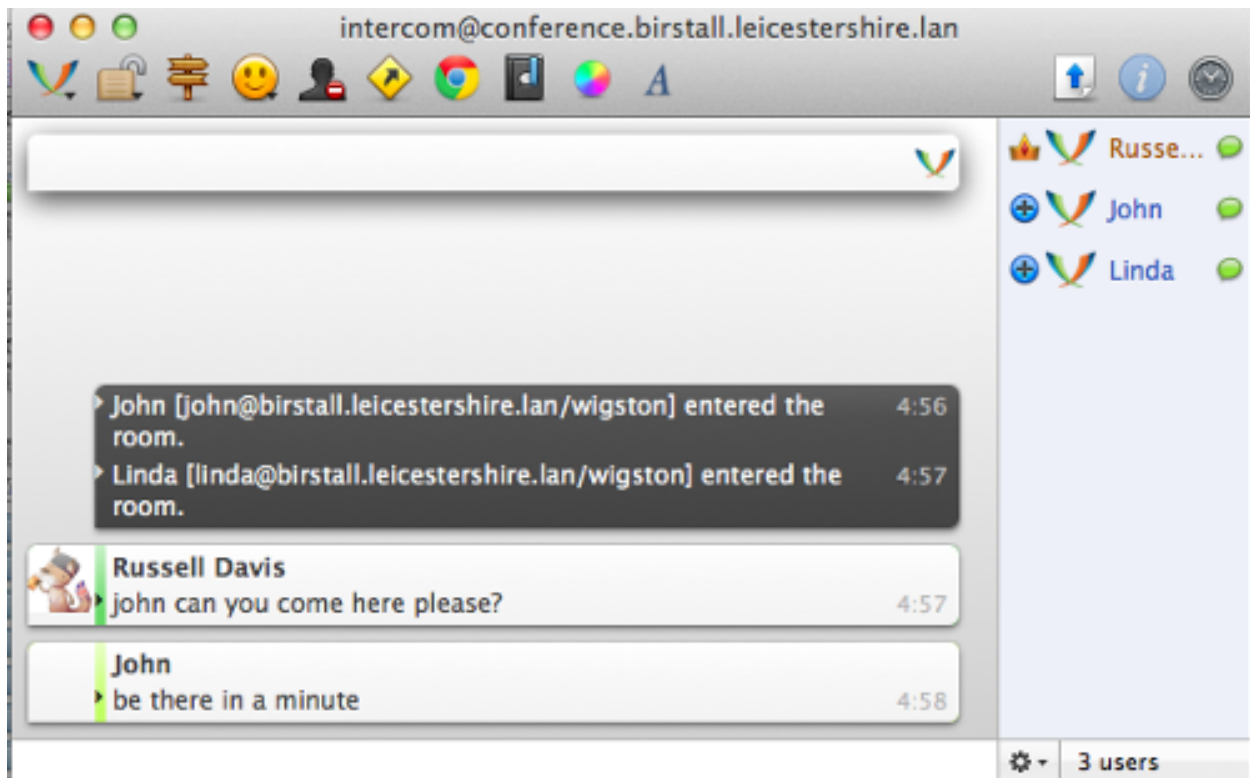 intercom@conference.birstall.leicestershire.lan
A
i
Russe...
John
Linda
John [john@birstall.leicestershire.lan/wigston] entered the 4:56
room.
Linda [linda@birstall.leicestershire.lan/wigston] entered the 4:57
room.
Russell Davis
john can you come here please? 4:57
John
be there in a minute 4:58
3 users